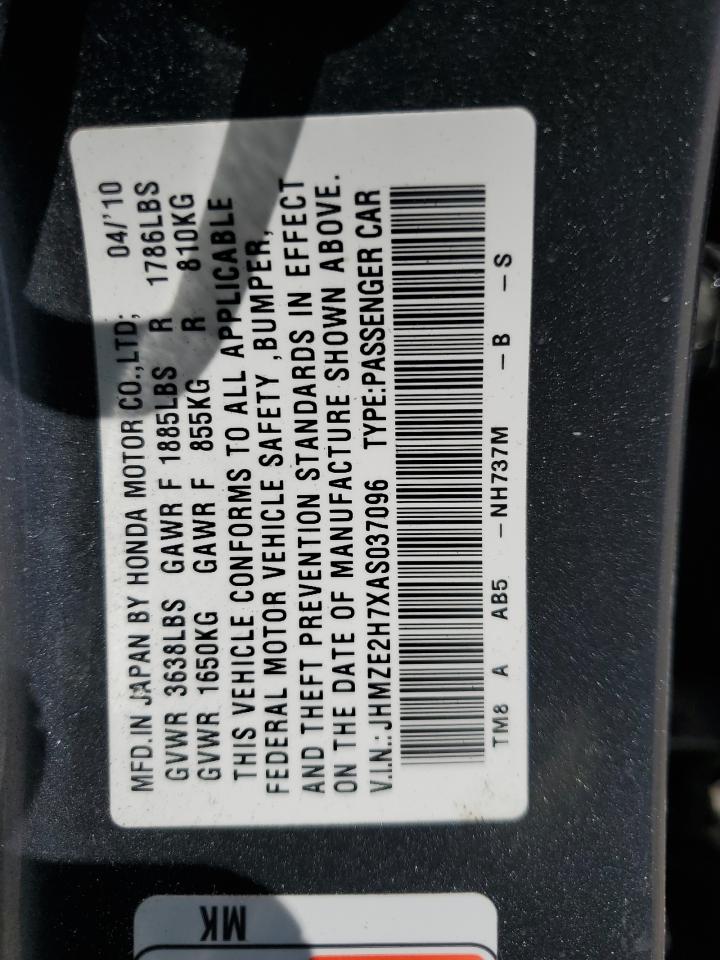 MFD.IN JAPAN BY HONDA MOTOR CO.,LTD; 04/'10
GVWR 3638LBS GAWR F 1885LBS R 1786LBS
GVWR 1650KG GAWR F 855KG R 810KG
THIS VEHICLE CONFORMS TO ALL APPLICABLE
FEDERAL MOTOR VEHICLE SAFETY ,BUMPER,
AND THEFT PREVENTION STANDARDS IN EFFECT
ON THE DATE OF MANUFACTURE SHOWN ABOVE.
V.IN.: JHMZE2H7XAS037096 TYPE:PASSENGER CAR
TM8 A AB5 -NH737M -B -S
MK